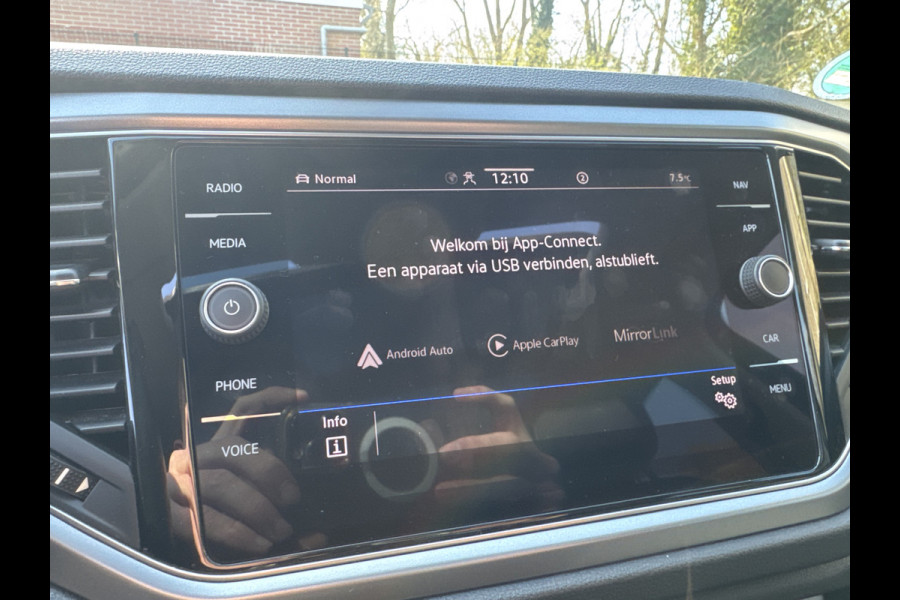 RADIO
MEDIA
PHONE
VOICE
Normal
12:10
2
7.5°C
Welkom bij App-Connect.
Een apparaat via USB verbinden, alstublieft.
Android Auto
Apple CarPlay
MirrorLink
Info
i
Setup
NAV
APP
CAR
MENU